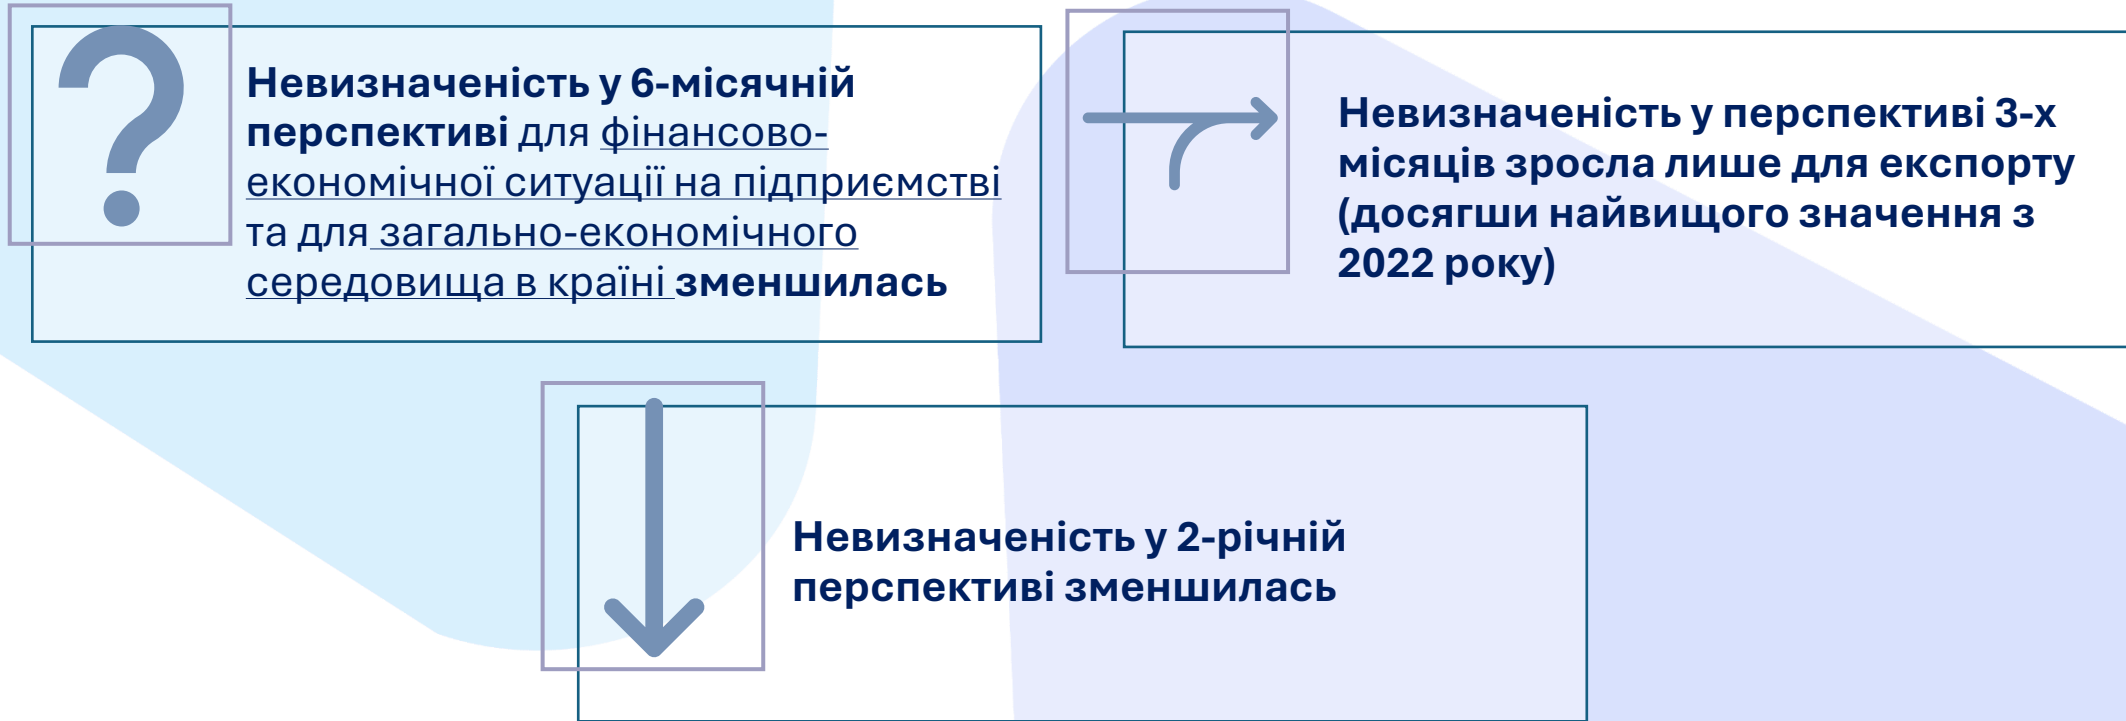 Невизначеність у 6-місячній
перспективі для фінансово-
економічної ситуації на підприємстві
та для загально-економічного
середовища в країні зменшилась
Невизначеність у перспективі 3-х
місяців зросла лише для експорту
(досягши найвищого значення з
2022 року)
Невизначеність у 2-річній
перспективі зменшилась